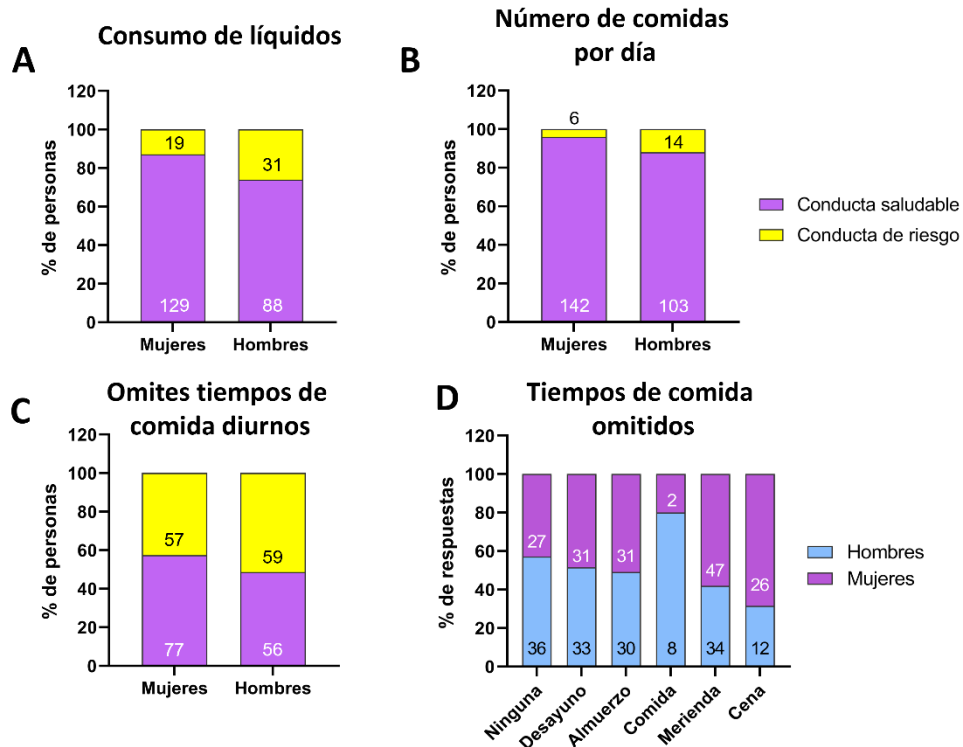 A
Consumo de líquidos
% de personas
120
100
80
60
40
20
0
19
31
129
88
Mujeres
Hombres
B
Número de comidas
por día
% de personas
120
100
80
60
40
20
0
6
14
142
103
Mujeres
Hombres
Conducta saludable
Conducta de riesgo
C
Omites tiempos de
comida diurnos
% de personas
120
100
80
60
40
20
0
57
59
77
56
Mujeres
Hombres
D
Tiempos de comida
omitidos
% de respuestas
120
100
80
60
40
20
0
27
31
31
2
47
26
36
33
30
8
34
12
Ninguna
Desayuno
Almuerzo
Comida
Merienda
Cena
Hombres
Mujeres